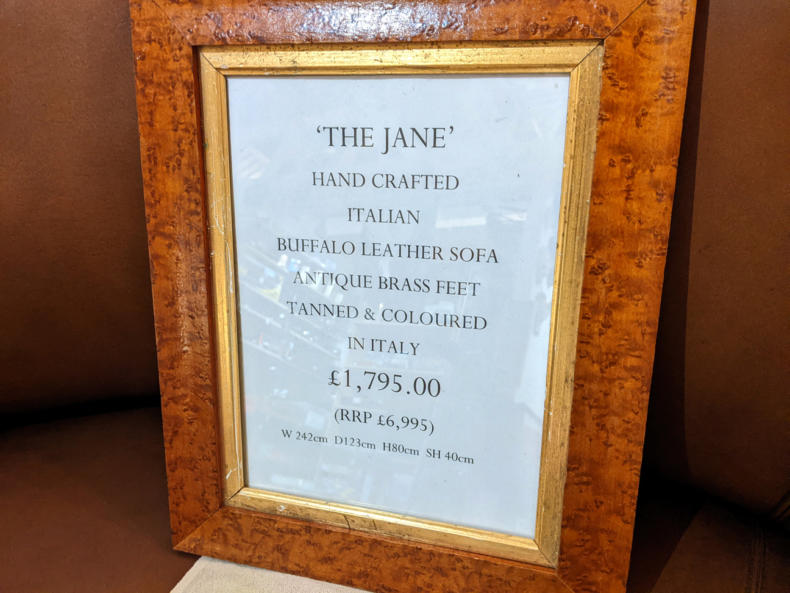 ‘THE JANE’
HAND CRAFTED
ITALIAN
BUFFALO LEATHER SOFA
ANTIQUE BRASS FEET
TANNED & COLOURED
IN ITALY
£1,795.00
(RRP £6,995)
W 242cm D123cm H80cm SH 40cm